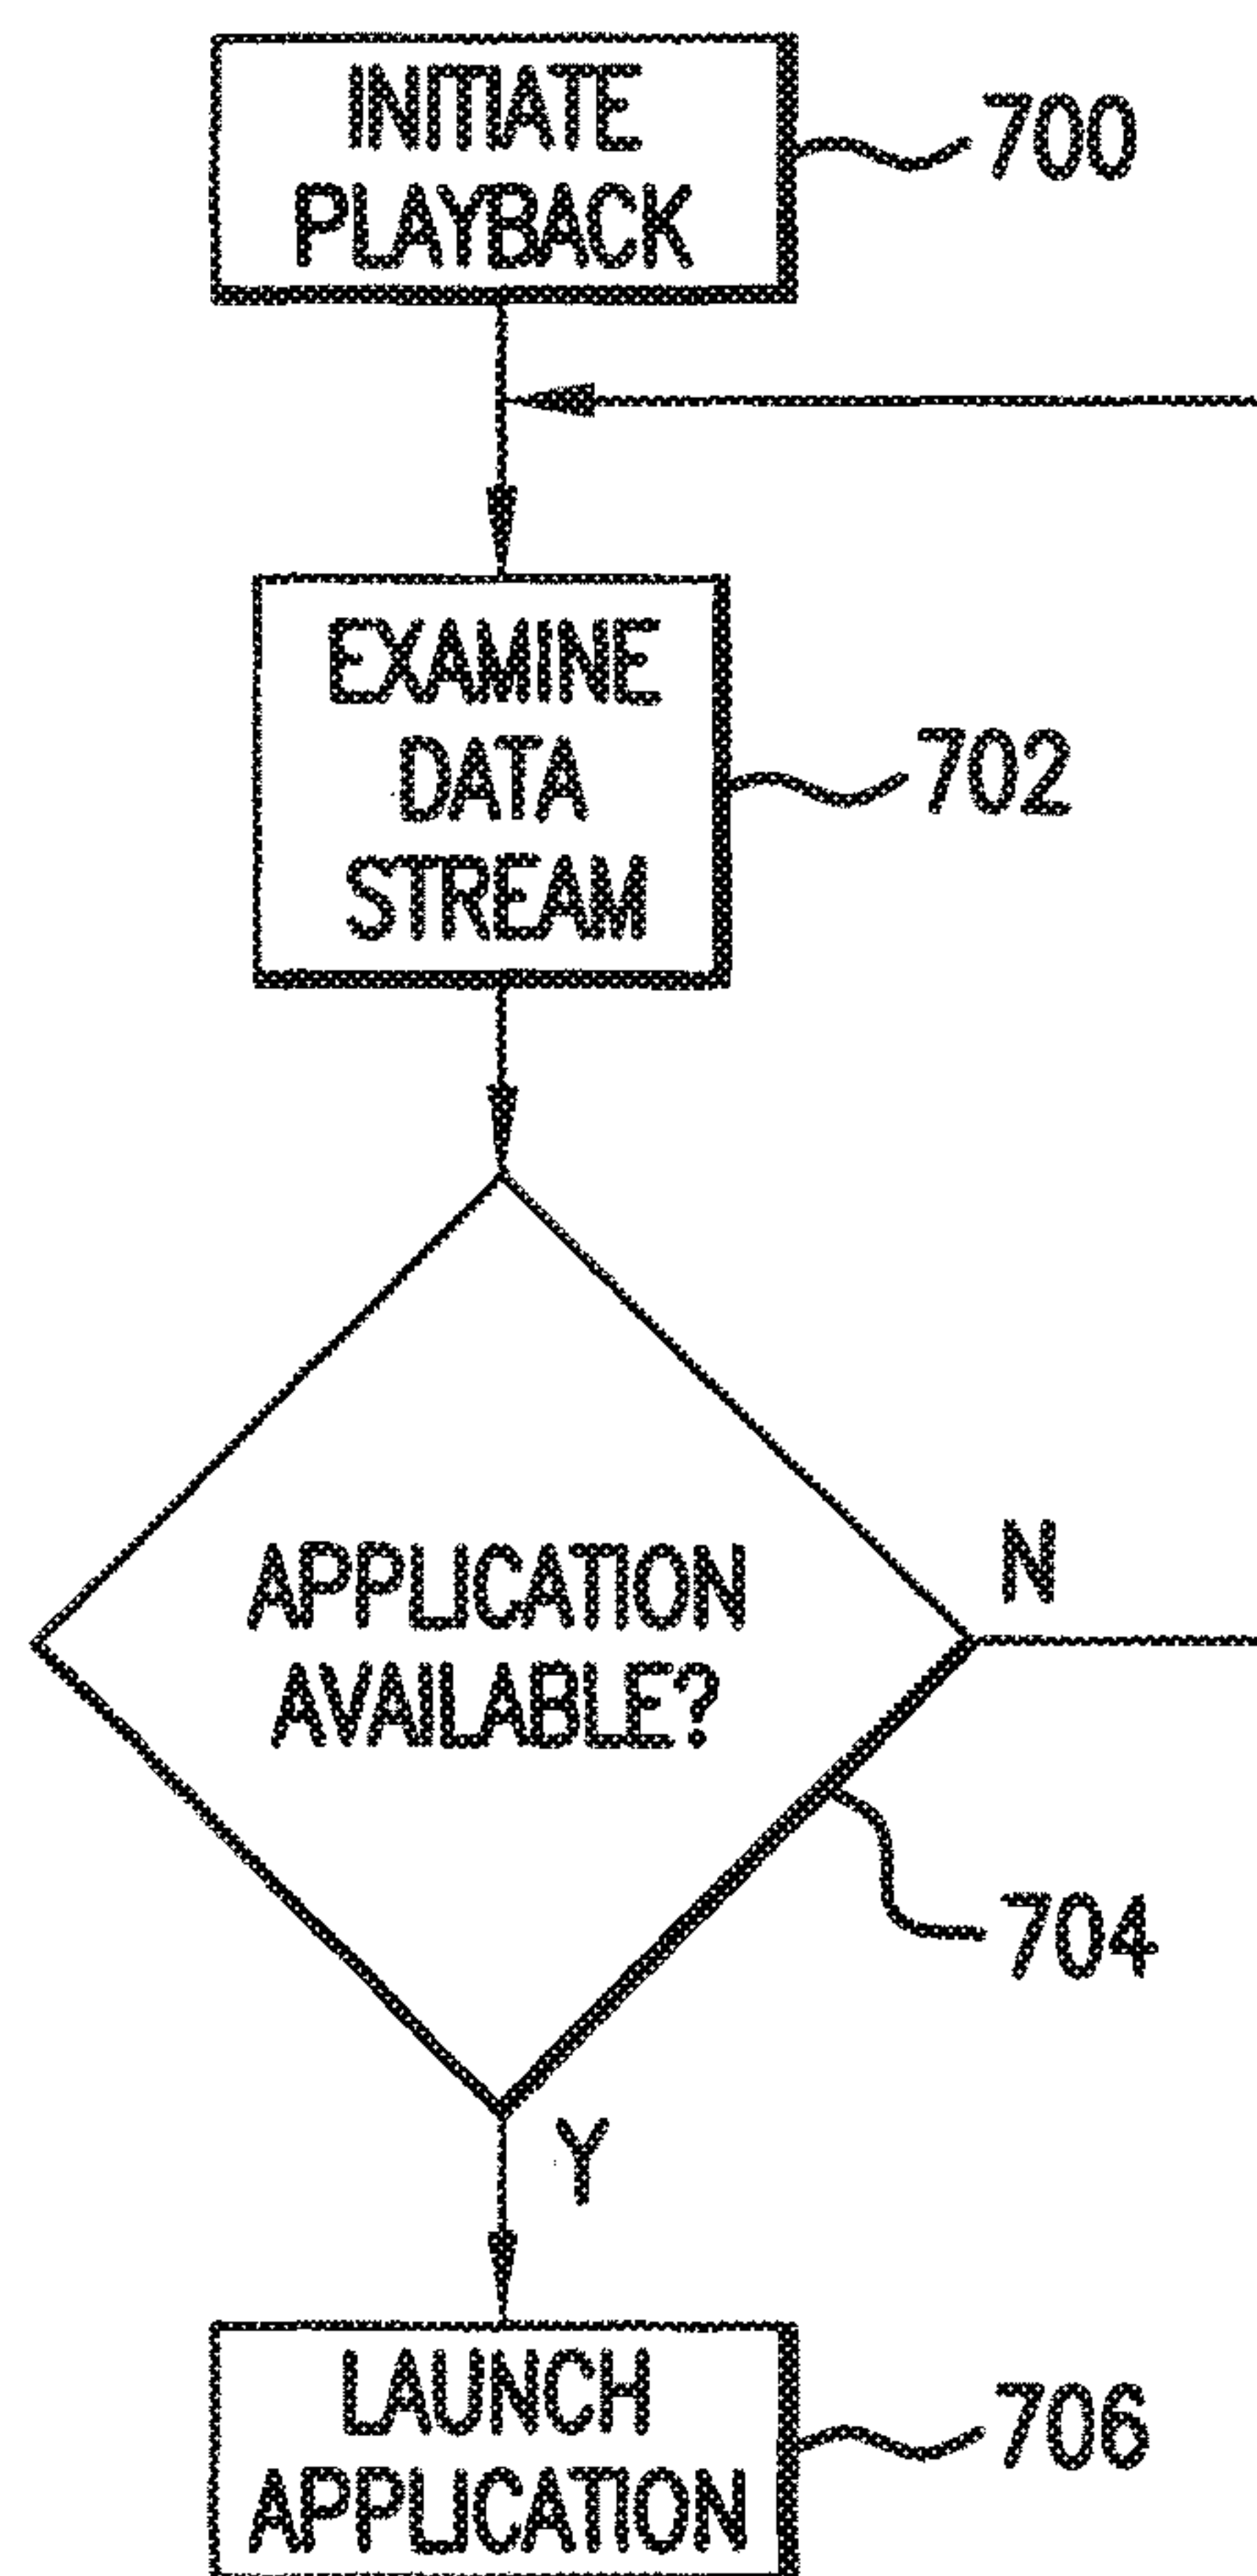 INITIATE
PLAYBACK
700
EXAMINE
DATA
STREAM
702
APPLICATION
AVAILABLE?
N
704
Y
LAUNCH
APPLICATION
706